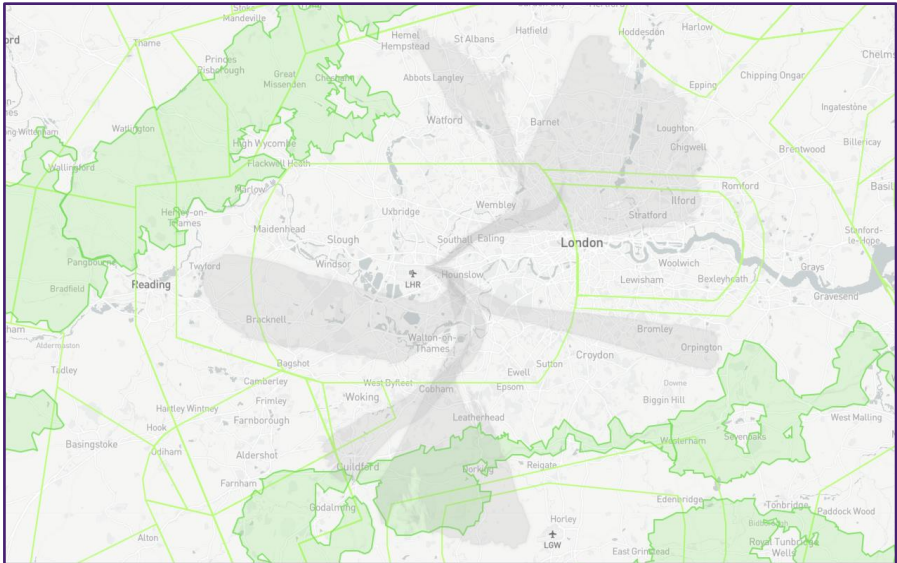 Stoke
Mandeville
Hatfield
Hoddesdon
Harlow
Hemel
Hempstead
St Albans
ord
Thame
Chelms
Princes
Risborough
Great
Missenden
Chesham
Abbots Langley
Epping
Chipping Ongar
Ingatestone
Watford
Barnet
Loughton
Chigwell
Watlington
High Wycombe
Brentwood
Billericay
Wallingford
Flackwell Heath
Marlow
Romford
Basil
Ilford
Henley-on-
Thames
Uxbridge
Wembley
Stratford
Maidenhead
Slough
Southall
Ealing
London
Stanford-
le-Hope
Pangbourne
Twyford
Windsor
Hounslow
Woolwich
Grays
Lewisham
Bexleyheath
LHR
Reading
Bradfield
Gravesend
Bracknell
Walton-on-
Thames
Bromley
Orpington
ham
Aldermaston
Tadley
Bagshot
Sutton
Croydon
Ewell
Camberley
West Byfleet
Cobham
Epsom
Downe
Biggin Hill
Woking
Frimley
Hartley Wintney
Farnborough
Leatherhead
West Malling
Hook
Basingstoke
Odiham
Aldershot
Westerham
Sevenoaks
Guildford
Dorking
Reigate
Farnham
Godalming
Edenbridge
Tonbridge
Paddock Wood
Horley
Alton
LGW
East Grinstead
Royal Tunbridge
Wells